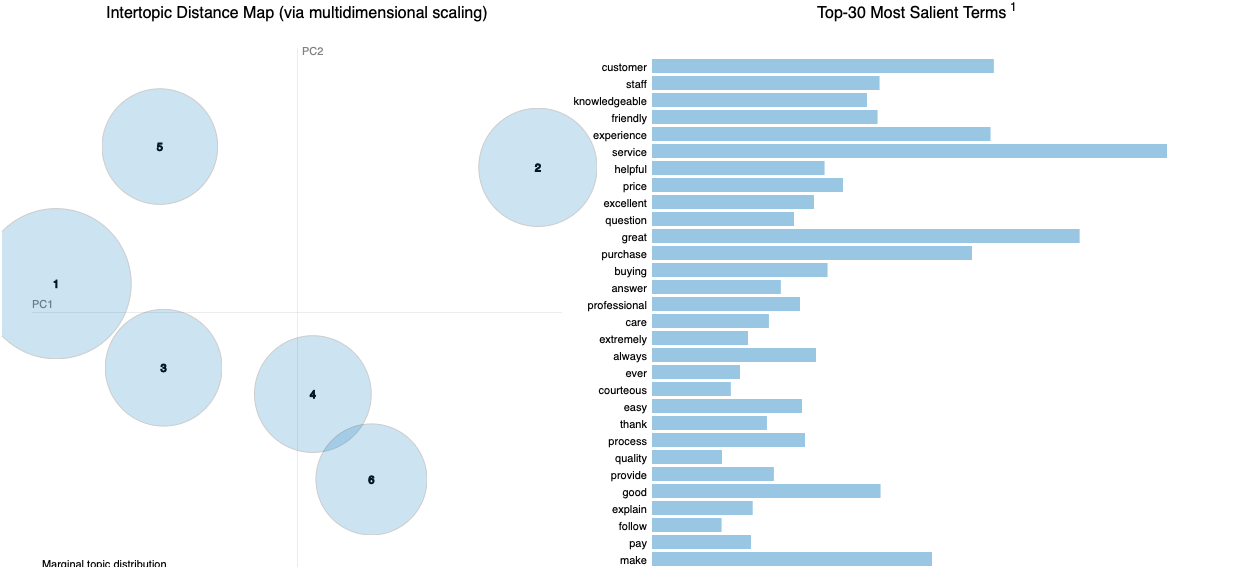 Intertopic Distance Map (via multidimensional scaling)
PC2
5
2
1
PC1
3
4
6
Marginal topic distribution
Top-30 Most Salient Terms 1
customer
staff
knowledgeable
friendly
experience
service
helpful
price
excellent
question
great
purchase
buying
answer
professional
care
extremely
always
ever
courteous
easy
thank
process
quality
provide
good
explain
follow
pay
make